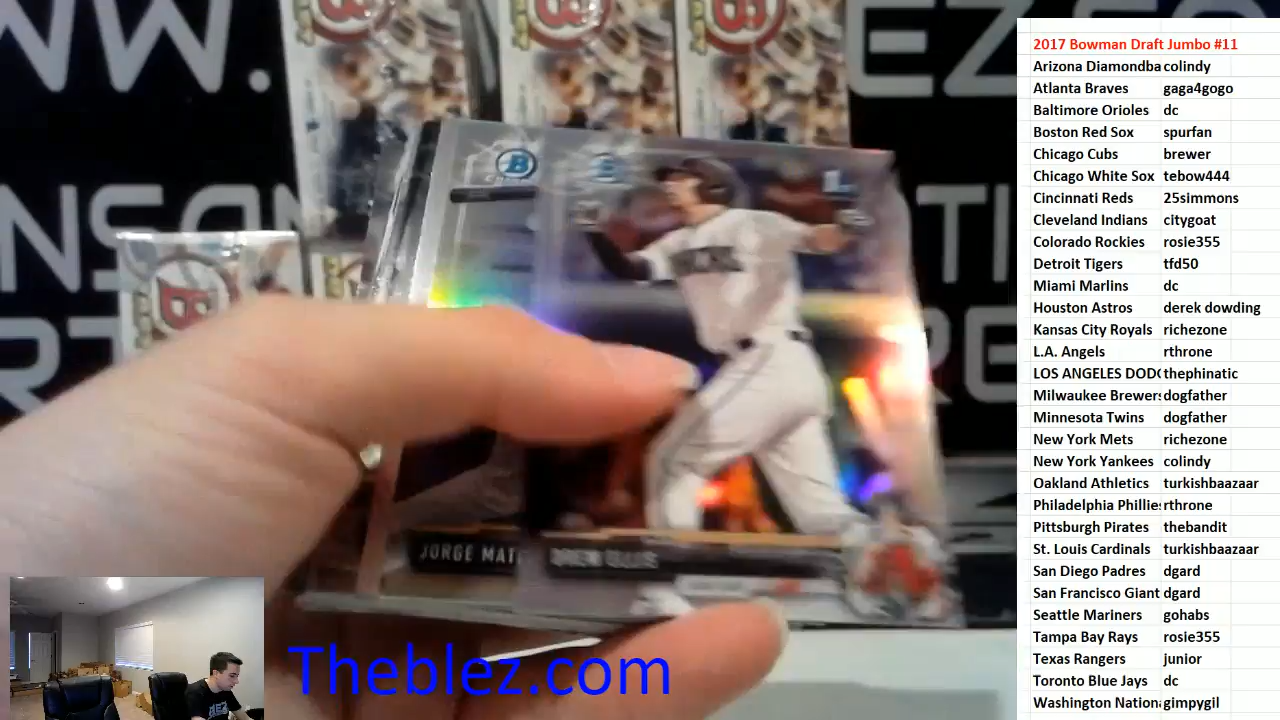 WW.
JORGE MAT
DREW ELLIS
Theblez.com
2017 Bowman Draft Jumbo #11
Arizona Diamondba colindy
Atlanta Braves gaga4gogo
Baltimore Orioles dc
Boston Red Sox spurfan
Chicago Cubs brewer
Chicago White Sox tebow444
Cincinnati Reds 25simmons
Cleveland Indians citygoat
Colorado Rockies rosie355
Detroit Tigers tfd50
Miami Marlins dc
Houston Astros derek dowding
Kansas City Royals richezone
L.A. Angels rthrone
LOS ANGELES DODG thephinatic
Milwaukee Brewers dogfather
Minnesota Twins dogfather
New York Mets richezone
New York Yankees colindy
Oakland Athletics turkishbaazaar
Philadelphia Phillies rthrone
Pittsburgh Pirates thebandit
St. Louis Cardinals turkishbaazaar
San Diego Padres dgard
San Francisco Giant dgard
Seattle Mariners gohabs
Tampa Bay Rays rosie355
Texas Rangers junior
Toronto Blue Jays dc
Washington Nationa gimpygil